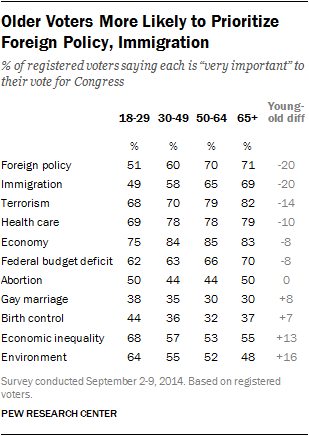 Older Voters More Likely to Prioritize
Foreign Policy, Immigration
% of registered voters saying each is “very important” to
their vote for Congress
18-29 30-49 50-64 65+ Young-
old diff
% % % %
Foreign policy 51 60 70 71 -20
Immigration 49 58 65 69 -20
Terrorism 68 70 79 82 -14
Health care 69 78 78 79 -10
Economy 75 84 85 83 -8
Federal budget deficit 62 63 66 70 -8
Abortion 50 44 44 50 0
Gay marriage 38 35 30 30 +8
Birth control 44 36 32 37 +7
Economic inequality 68 57 53 55 +13
Environment 64 55 52 48 +16
Survey conducted September 2-9, 2014. Based on registered
voters.
PEW RESEARCH CENTER